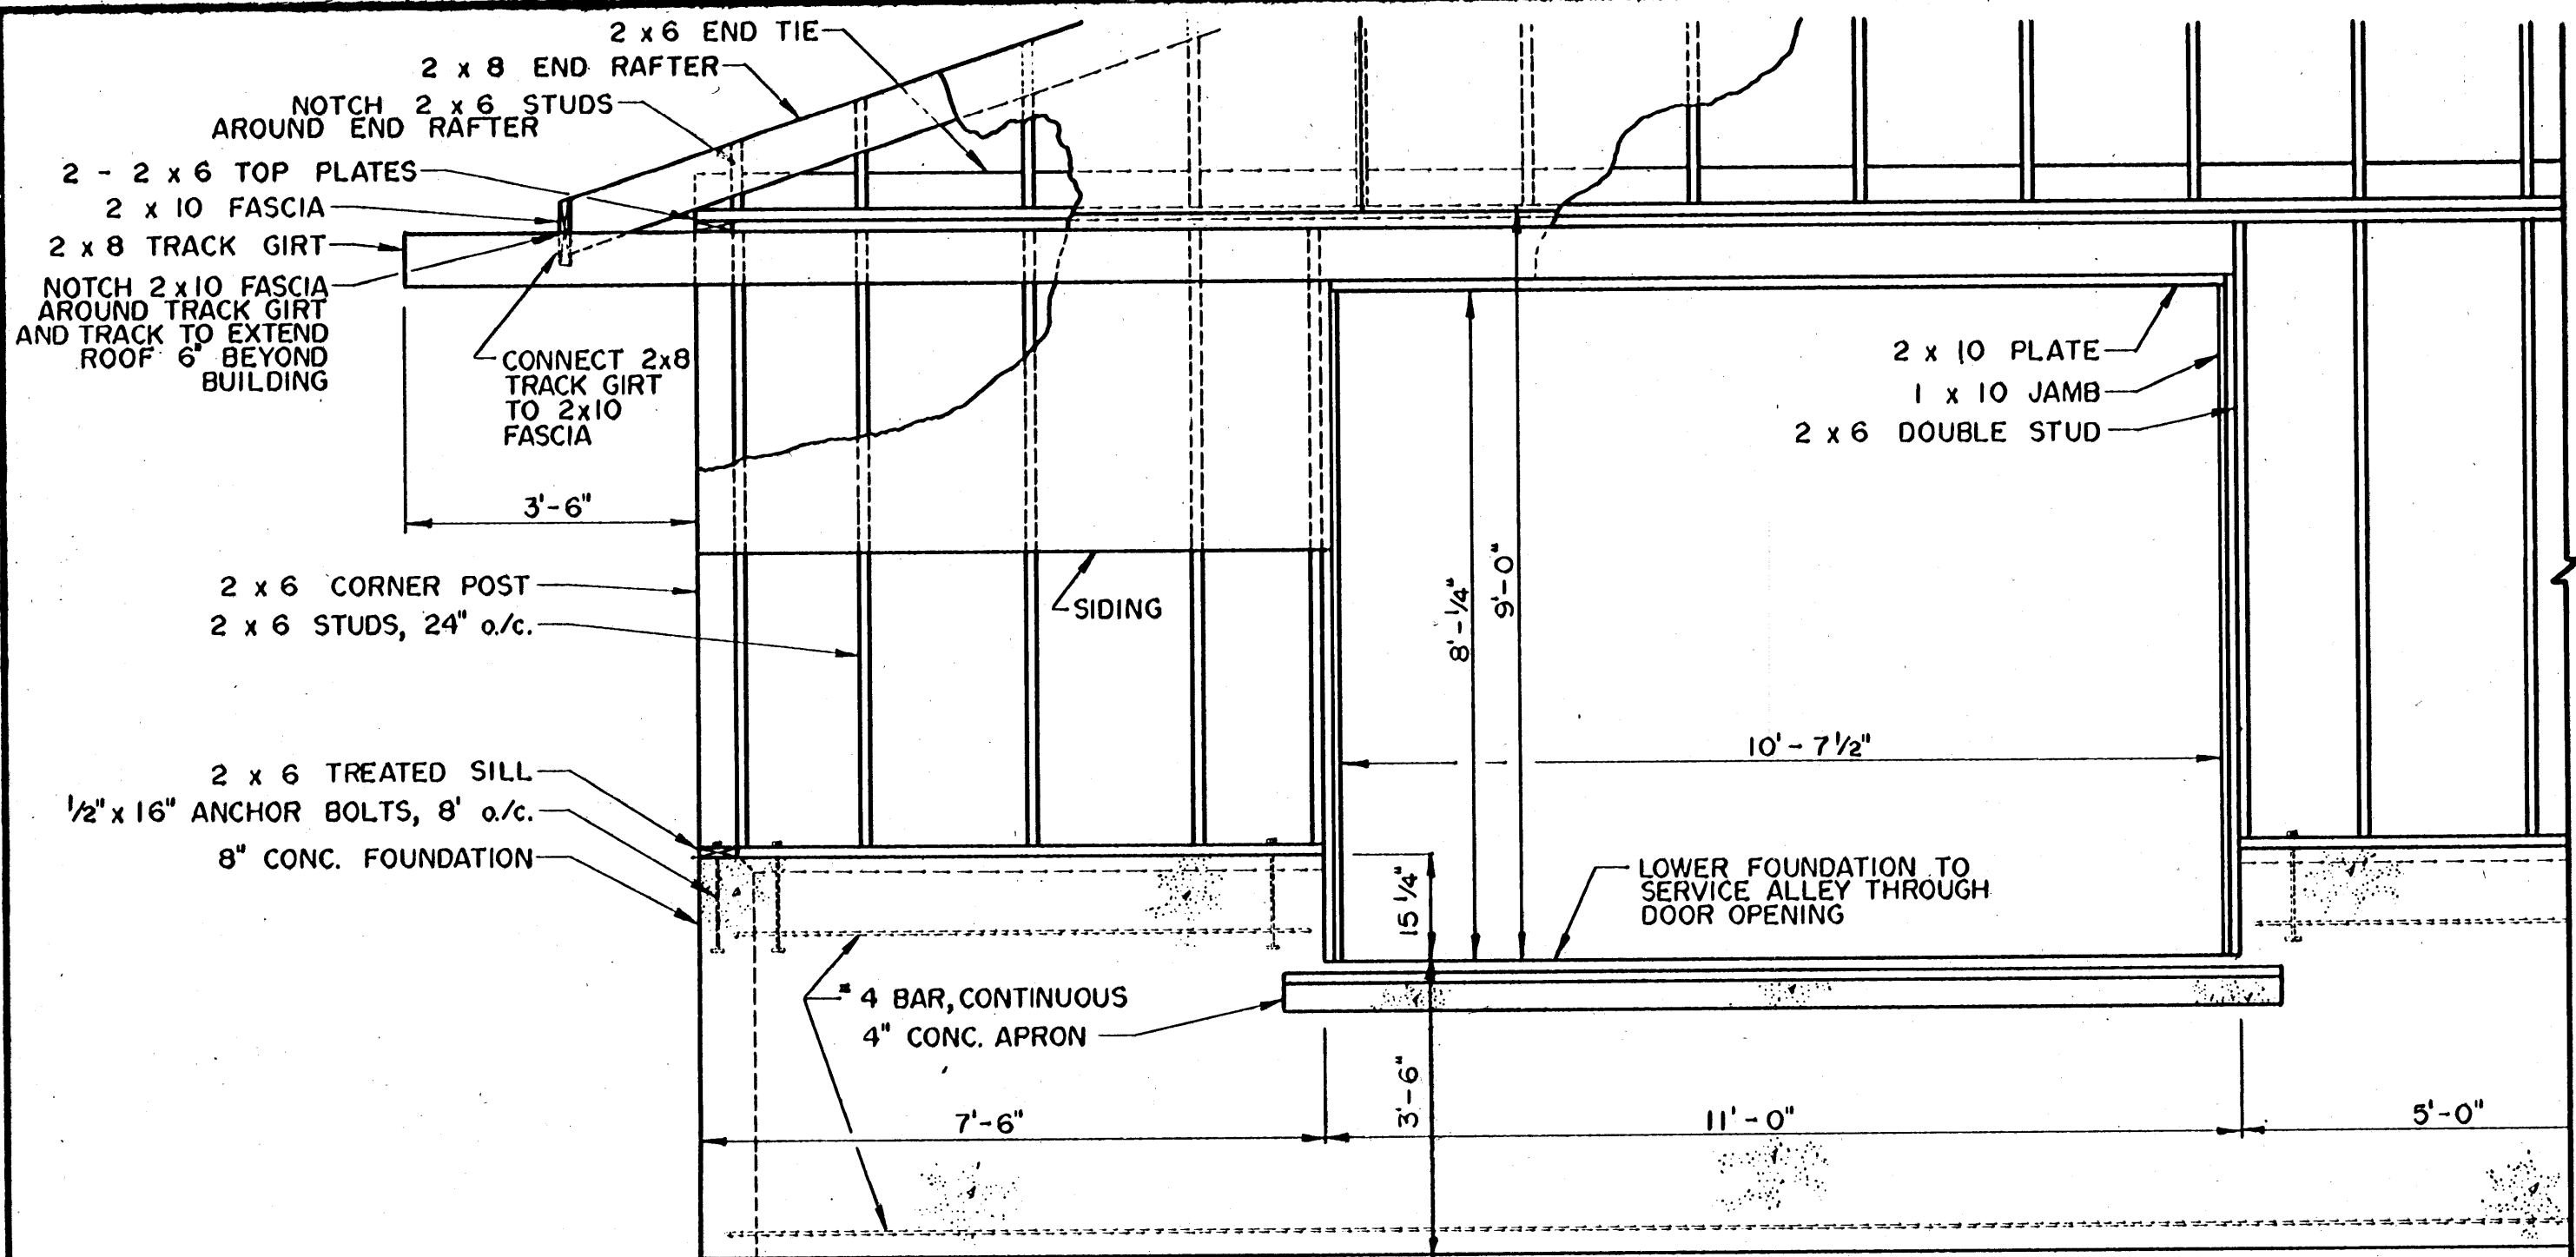 2 x 6 END TIE
2 x 8 END RAFTER
NOTCH 2 x 6 STUDS
AROUND END RAFTER
2 - 2 x 6 TOP PLATES
2 x 10 FASCIA
2 x 8 TRACK GIRT
NOTCH 2 x 10 FASCIA
AROUND TRACK GIRT
AND TRACK TO EXTEND
ROOF 6" BEYOND
BUILDING
CONNECT 2x8
TRACK GIRT
TO 2x10
FASCIA
2 x 10 PLATE
1 x 10 JAMB
2 x 6 DOUBLE STUD
3'-6"
2 x 6 CORNER POST
2 x 6 STUDS, 24" o./c.
SIDING
8'-1/4"
9'-0"
10'-7 1/2"
2 x 6 TREATED SILL
1/2" x 16" ANCHOR BOLTS, 8' o./c.
8" CONC. FOUNDATION
15 1/4"
LOWER FOUNDATION TO
SERVICE ALLEY THROUGH
DOOR OPENING
# 4 BAR, CONTINUOUS
4" CONC. APRON
3'-6"
7'-6"
11'-0"
5'-0"